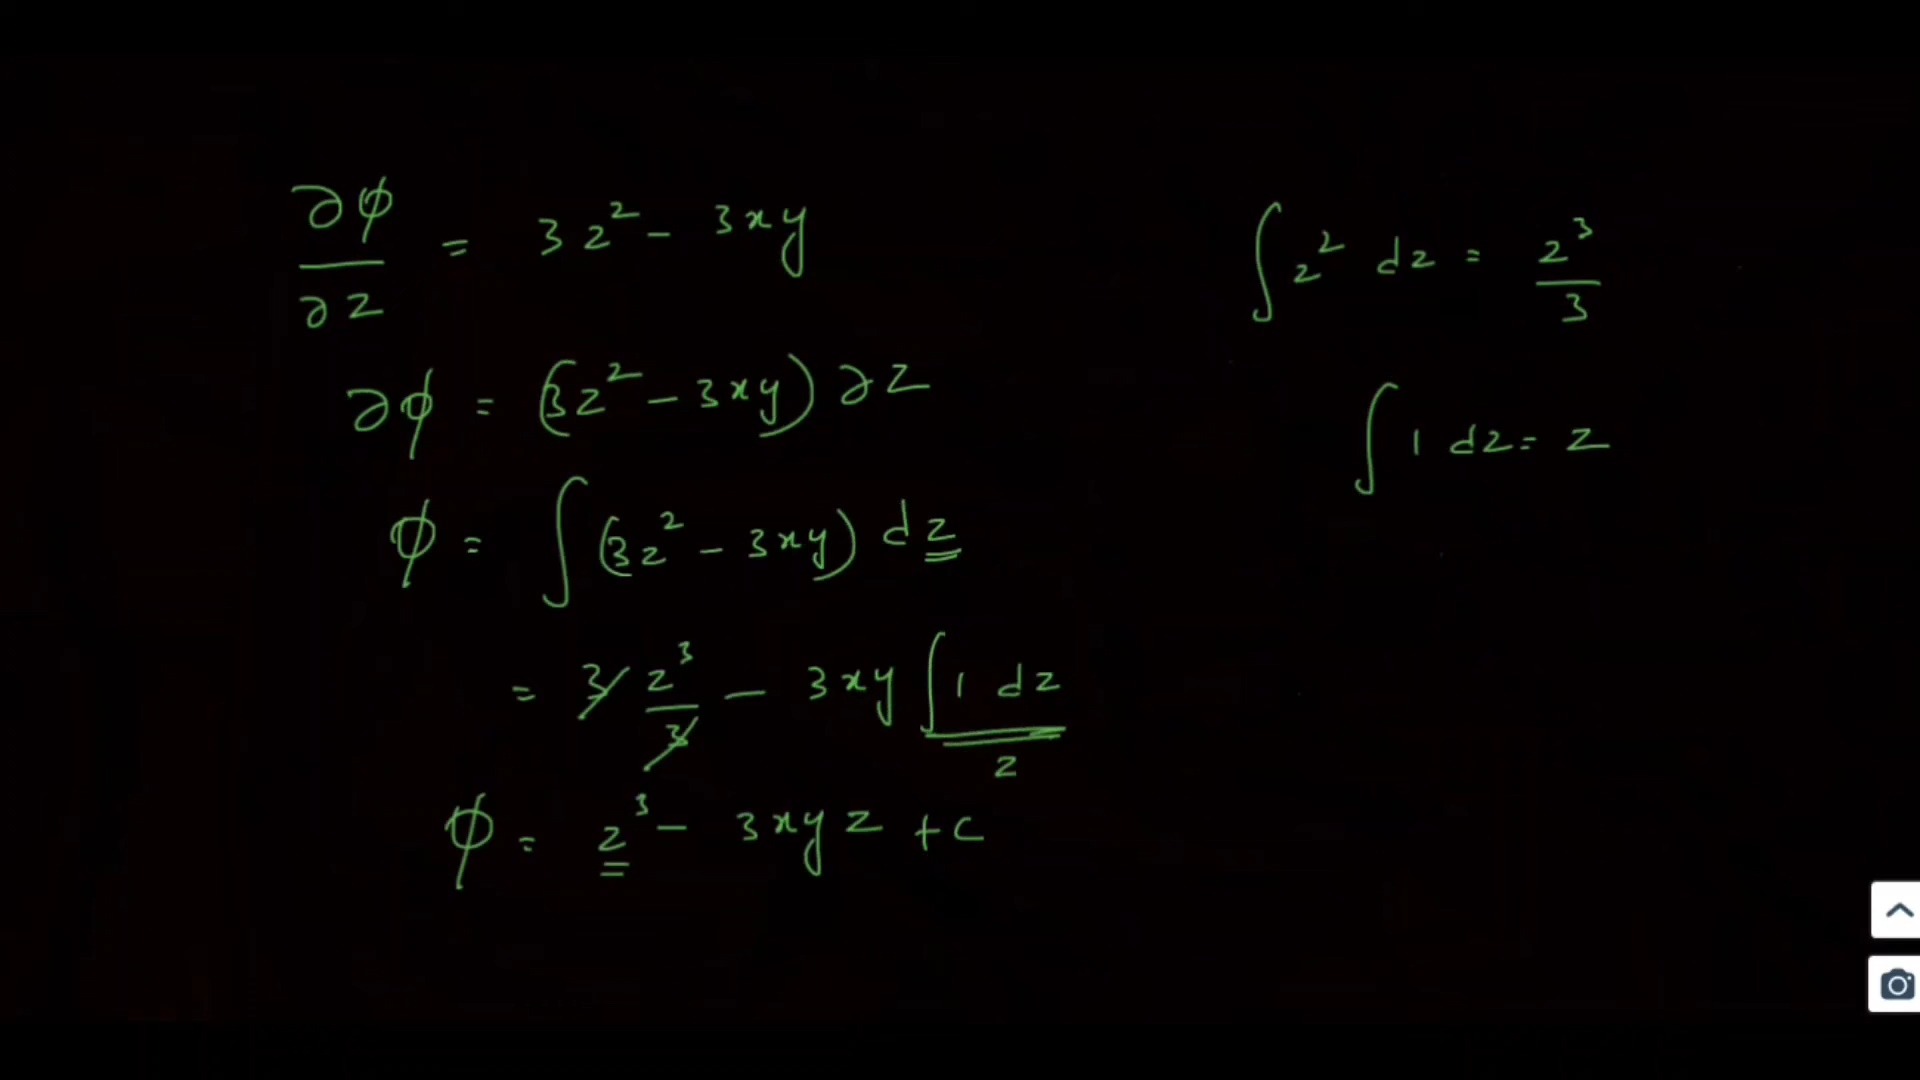 ∂φ/∂z = 3z² - 3xy
∂φ = (3z² - 3xy) ∂z
φ = ∫(3z² - 3xy) dz
= 3 z³/3 - 3xy ∫1 dz
z
φ = z³ - 3xyz + c
∫z² dz = z³/3
∫1 dz = z